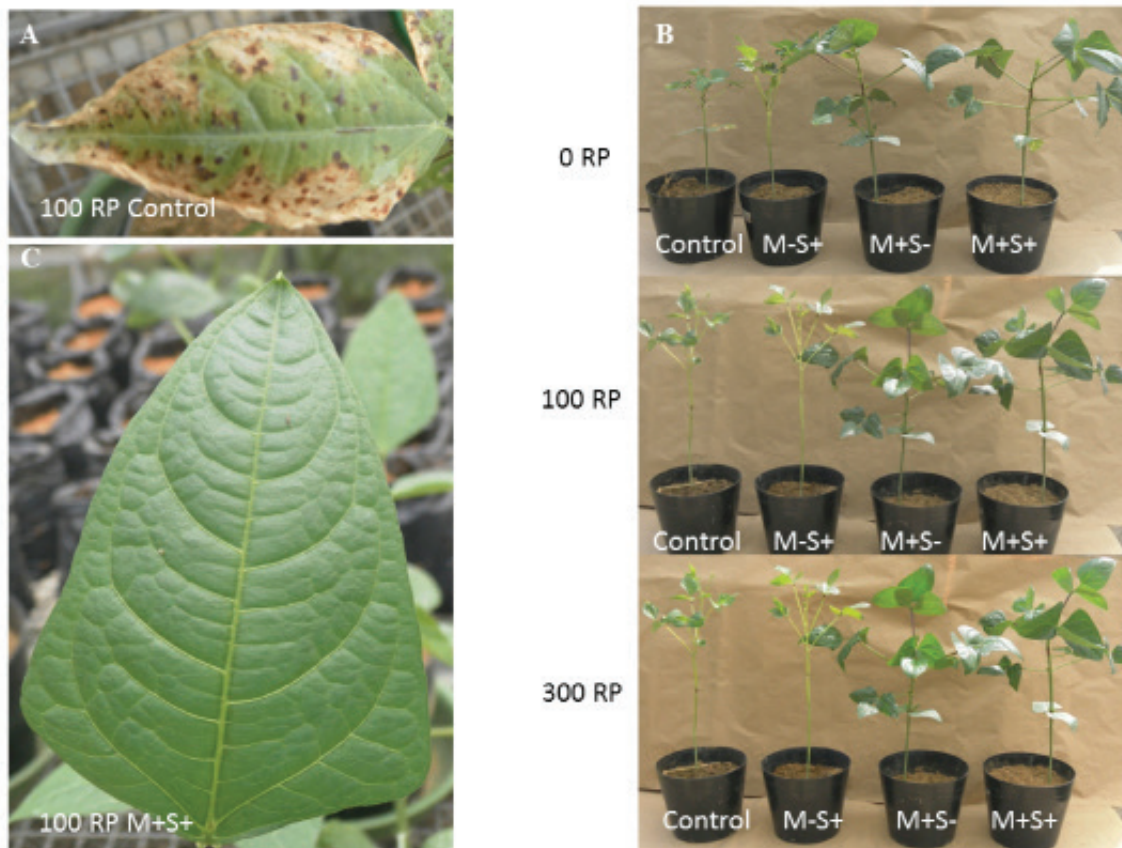 A
100 RP Control
C
100 RP M+S+
B
0 RP
Control M-S+ M+S- M+S+
100 RP
Control M-S+ M+S- M+S+
300 RP
Control M-S+ M+S- M+S+